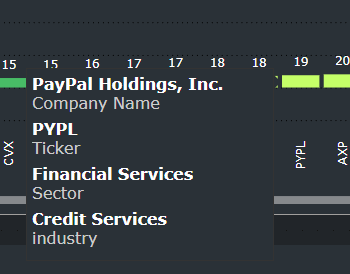 15 15 16 16 17 18 18 19 20
PayPal Holdings, Inc.
Company Name
PYPL
Ticker
Financial Services
Sector
Credit Services
industry
CVX
PYPL
AXP